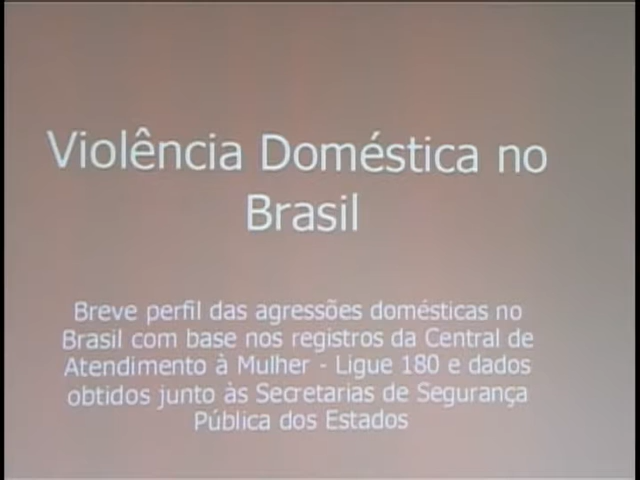 Violência Doméstica no
Brasil
Breve perfil das agressões domésticas no
Brasil com base nos registros da Central de
Atendimento à Mulher - Ligue 180 e dados
obtidos junto às Secretarias de Segurança
Pública dos Estados